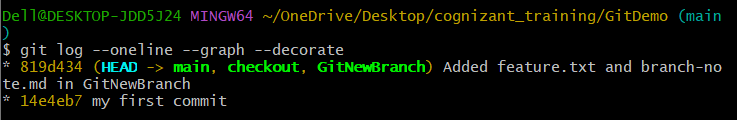 Dell@DESKTOP-JDD5J24 MINGW64 ~/OneDrive/Desktop/cognizant_training/GitDemo (main
)
$ git log --oneline --graph --decorate
* 819d434 (HEAD -> main, checkout, GitNewBranch) Added feature.txt and branch-no
te.md in GitNewBranch
* 14e4eb7 my first commit